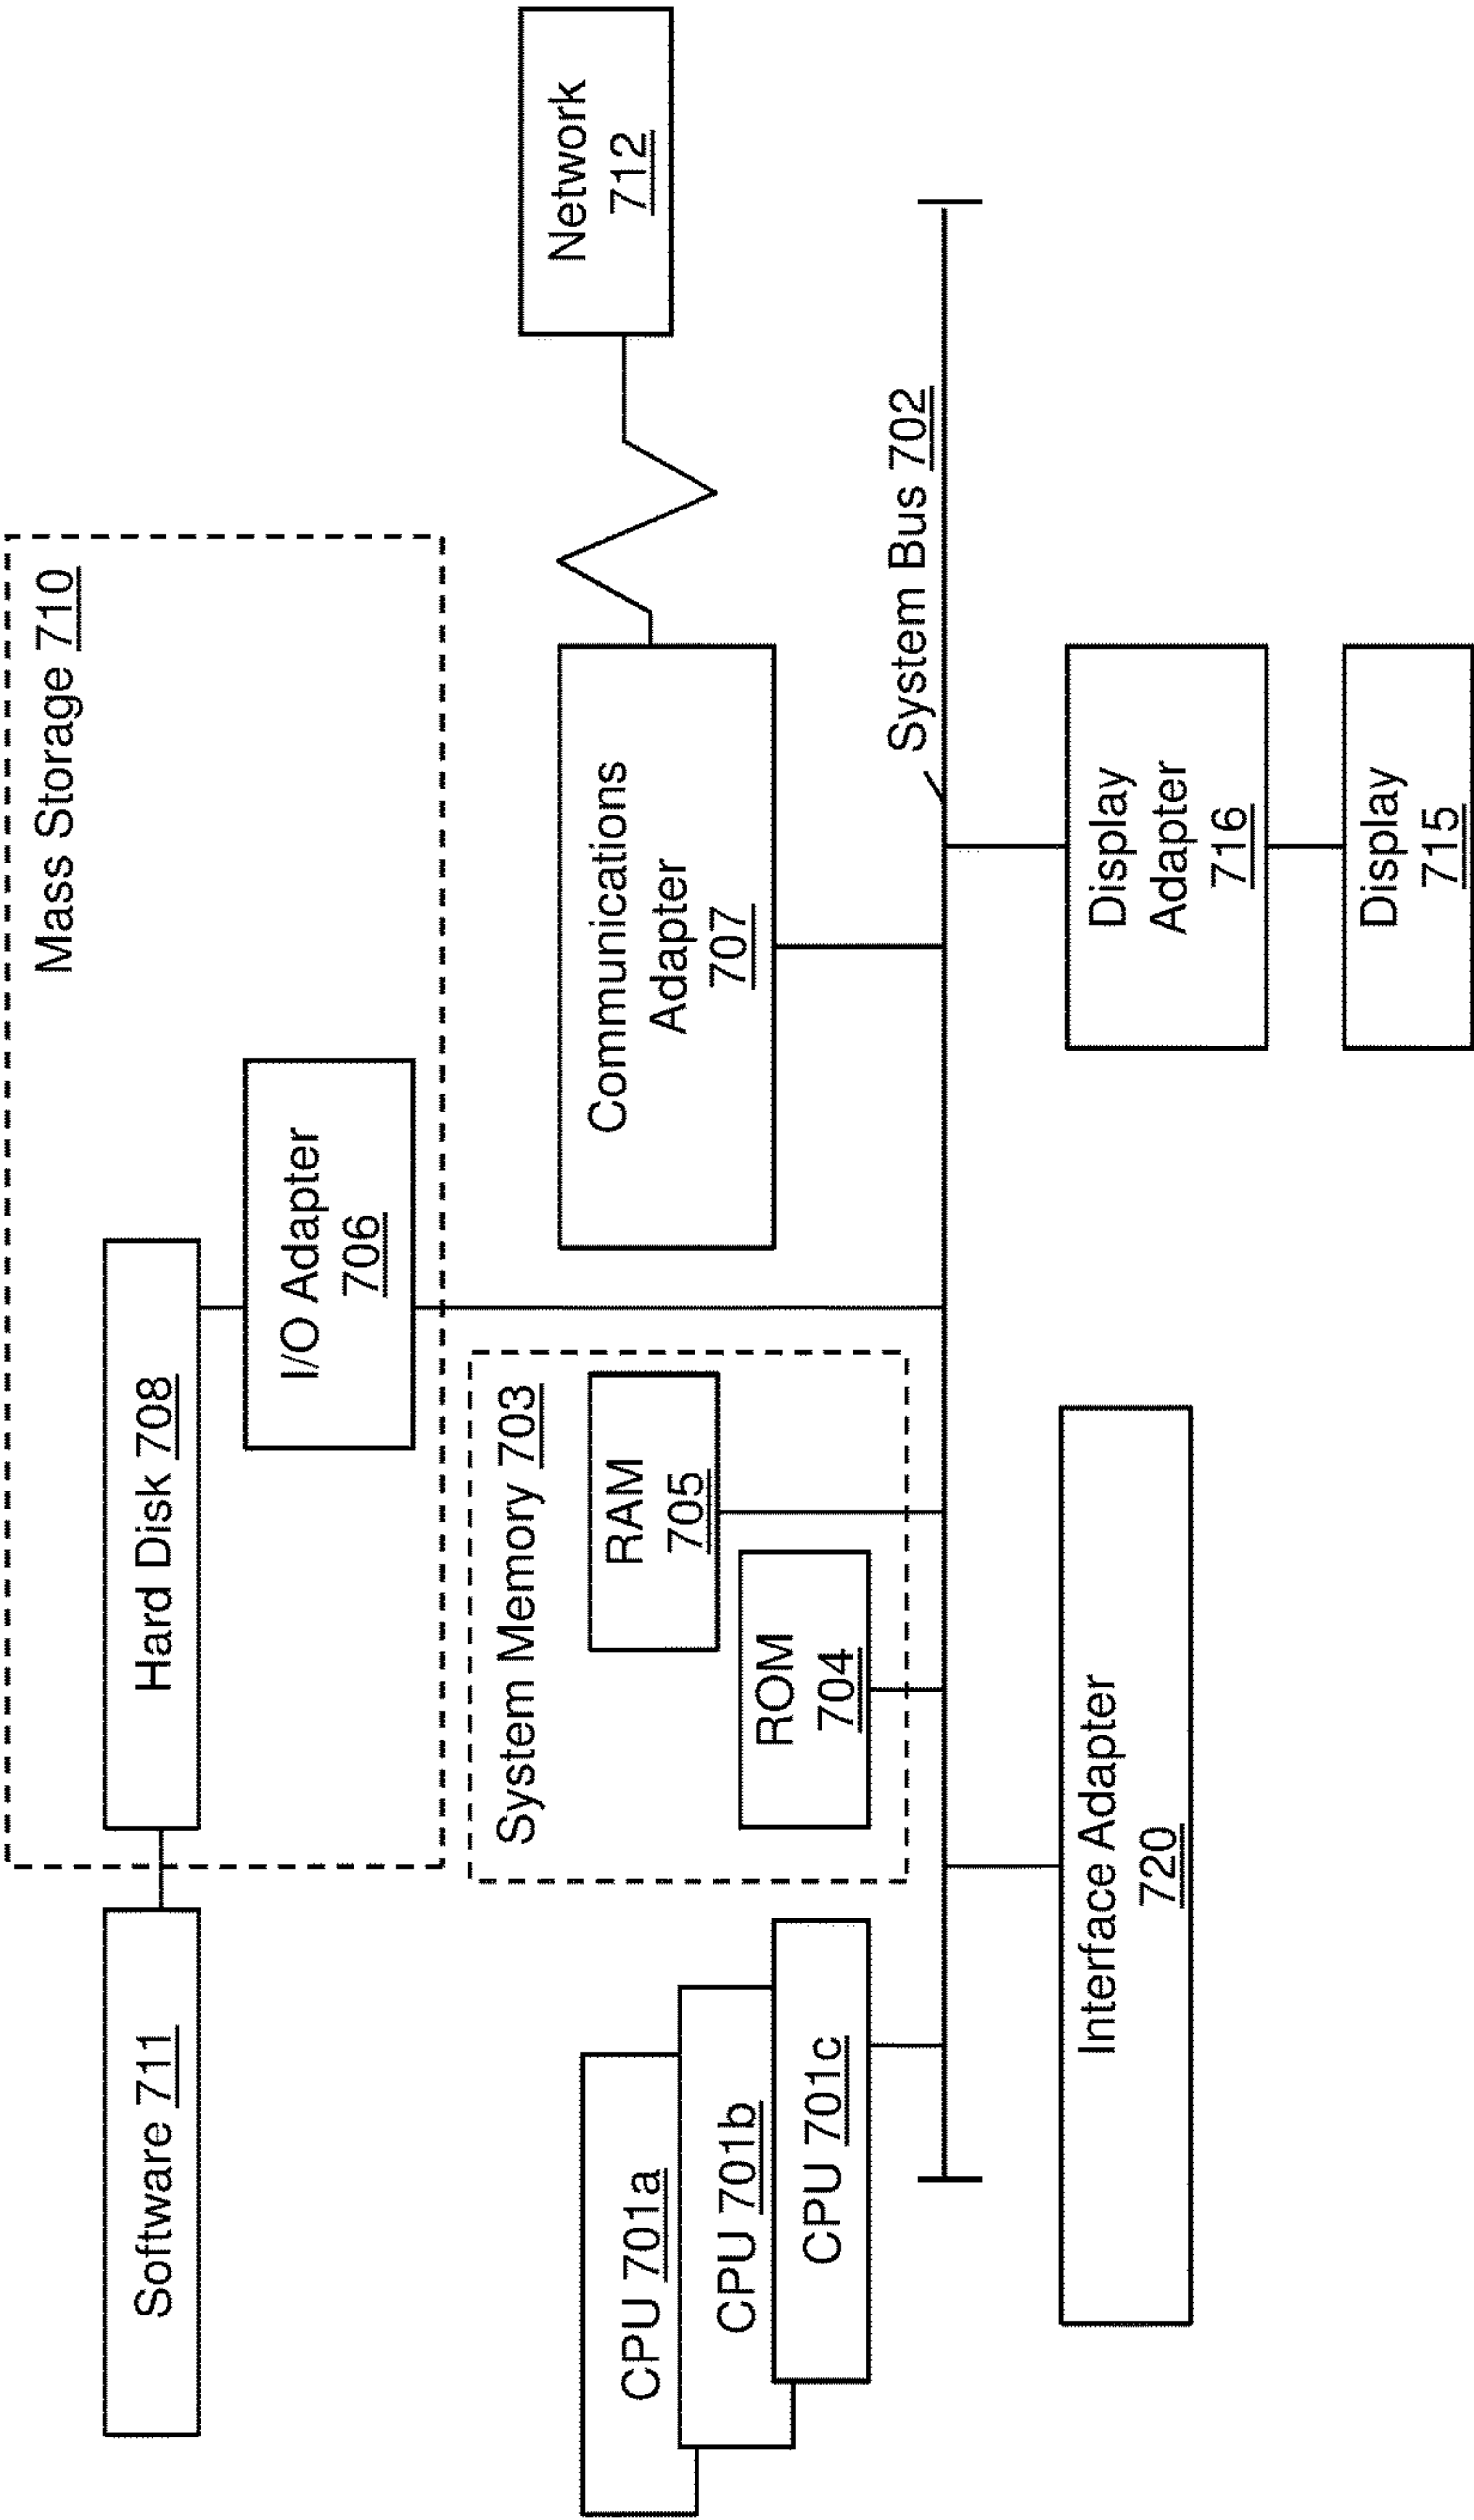 Software 711
Hard Disk 708
Mass Storage 710
I/O Adapter
706
System Memory 703
RAM
705
ROM
704
CPU 701a
CPU 701b
CPU 701c
Communications
Adapter
707
Network
712
System Bus 702
Interface Adapter
720
Display
Adapter
716
Display
715